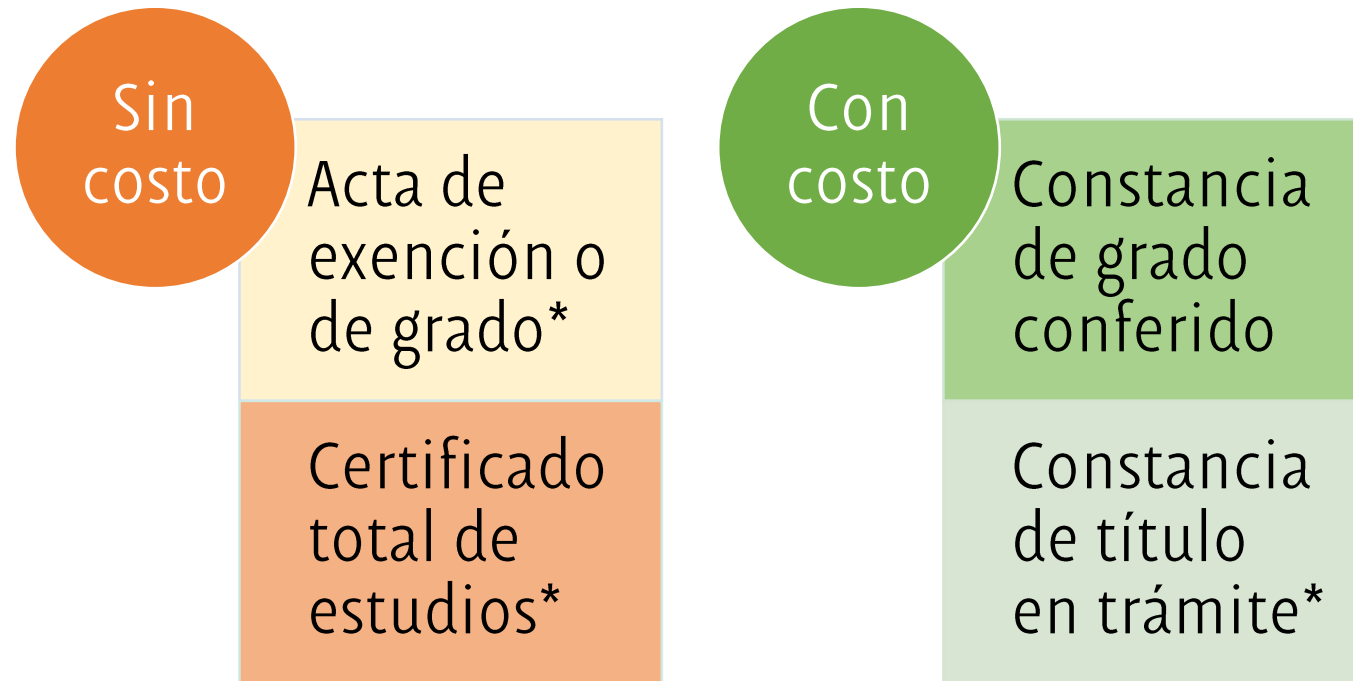 Sin
costo
Acta de
exención o
de grado*
Certificado
total de
estudios*
Con
costo
Constancia
de grado
conferido
Constancia
de título
en trámite*